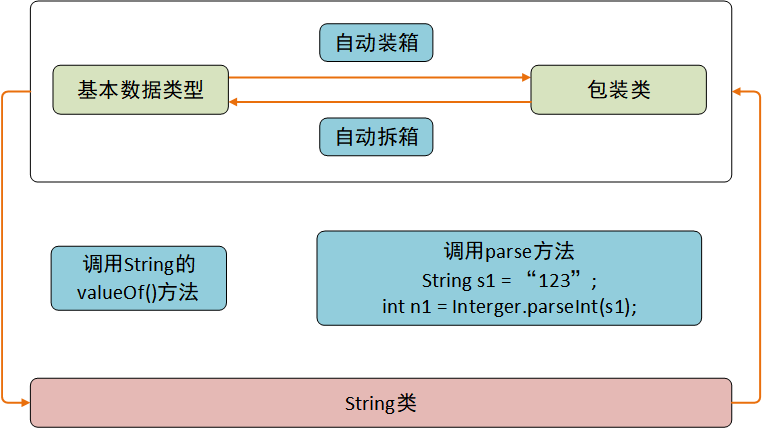 自动装箱
基本数据类型
包装类
自动拆箱
调用String的
valueOf()方法
调用parse方法
String s1 = “123”;
int n1 = Interger.parseInt(s1);
String类